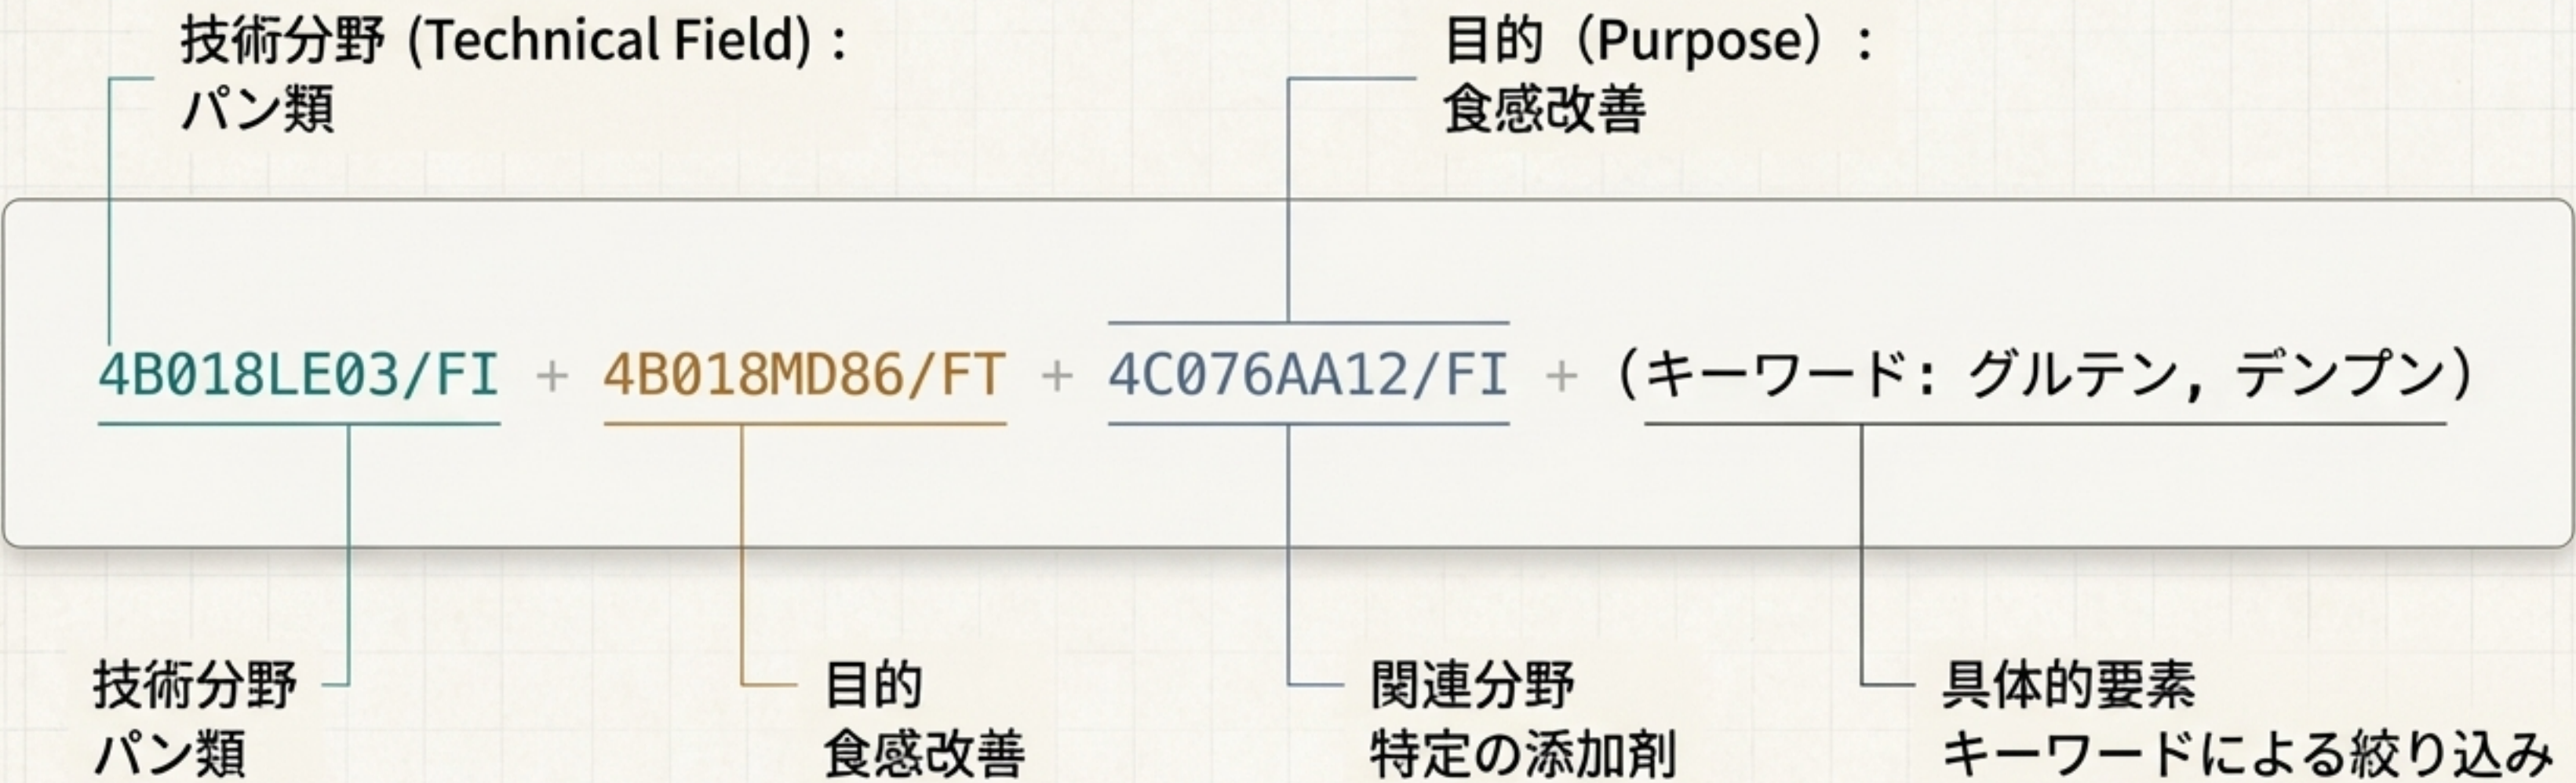 技術分野 (Technical Field) :
パン類
目的（Purpose）:
食感改善
4B018LE03/FI + 4B018MD86/FT + 4C076AA12/FI + (キーワード: グルテン, デンプン)
技術分野
パン類
目的
食感改善
関連分野
特定の添加剤
具体的要素
キーワードによる絞り込み